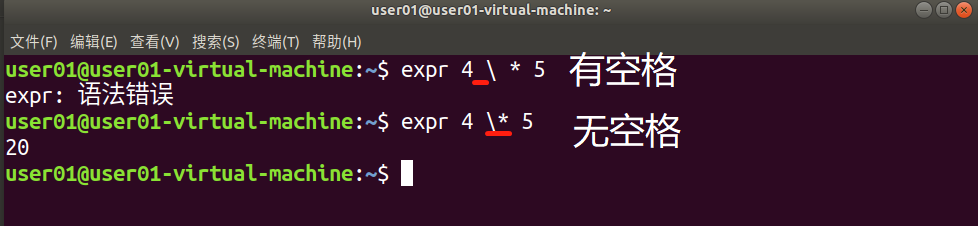 user01@user01-virtual-machine: ~
文件(F) 编辑(E) 查看(V) 搜索(S) 终端(T) 帮助(H)
user01@user01-virtual-machine:~$ expr 4 \ * 5 有空格
expr: 语法错误
user01@user01-virtual-machine:~$ expr 4 \* 5 无空格
20
user01@user01-virtual-machine:~$